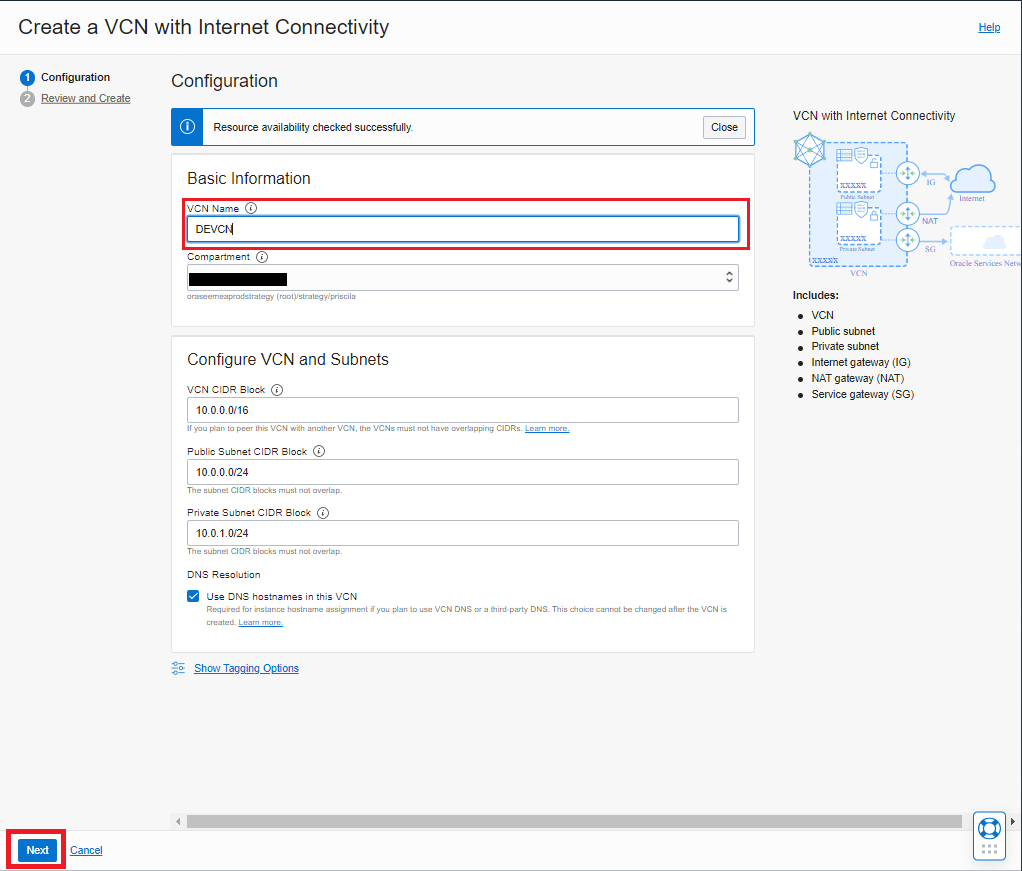 Create a VCN with Internet Connectivity
Help
1 Configuration
2 Review and Create
Configuration
Resource availability checked successfully.
Close
Basic Information
VCN Name
DEVCN
Compartment
oraseemeaprodstrategy (root)/strategy/priscila
Configure VCN and Subnets
VCN CIDR Block
10.0.0.0/16
If you plan to peer this VCN with another VCN, the VCNs must not have overlapping CIDRs. Learn more.
Public Subnet CIDR Block
10.0.0.0/24
The subnet CIDR blocks must not overlap.
Private Subnet CIDR Block
10.0.1.0/24
The subnet CIDR blocks must not overlap.
DNS Resolution
Use DNS hostnames in this VCN
Required for instance hostname assignment if you plan to use VCN DNS or a third-party DNS. This choice cannot be changed after the VCN is
created. Learn more.
Show Tagging Options
VCN with Internet Connectivity
XXXXX
Public Subnet
IG
Internet
NAT
XXXXX
Private Subnet
SG
XXXXX
Oracle Services Netw
VCN
Includes:
VCN
Public subnet
Private subnet
Internet gateway (IG)
NAT gateway (NAT)
Service gateway (SG)
Next
Cancel